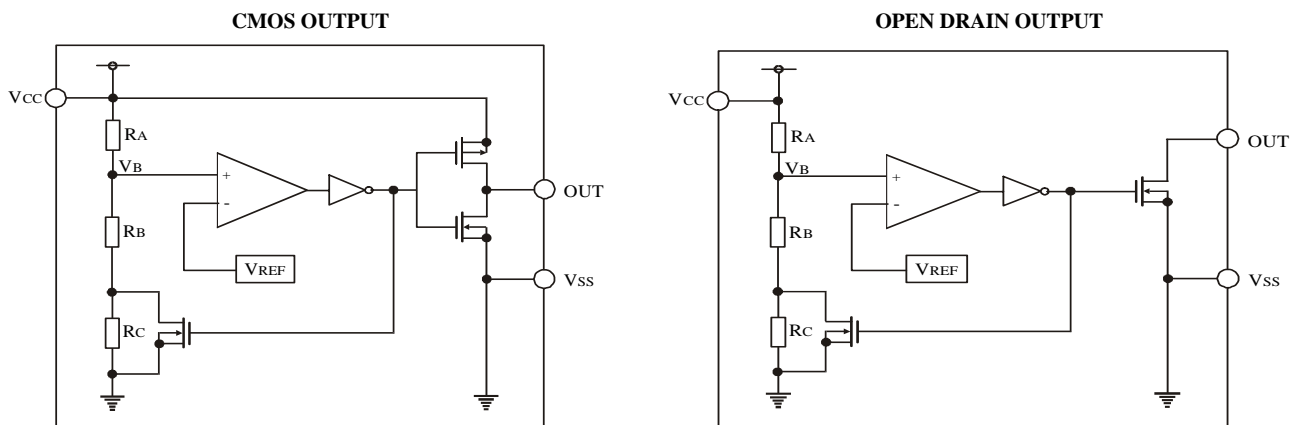 CMOS OUTPUT
VCC
RA
VB
+
-
RB
VREF
RC
OUT
VSS
OPEN DRAIN OUTPUT
VCC
RA
VB
+
-
RB
VREF
RC
OUT
VSS